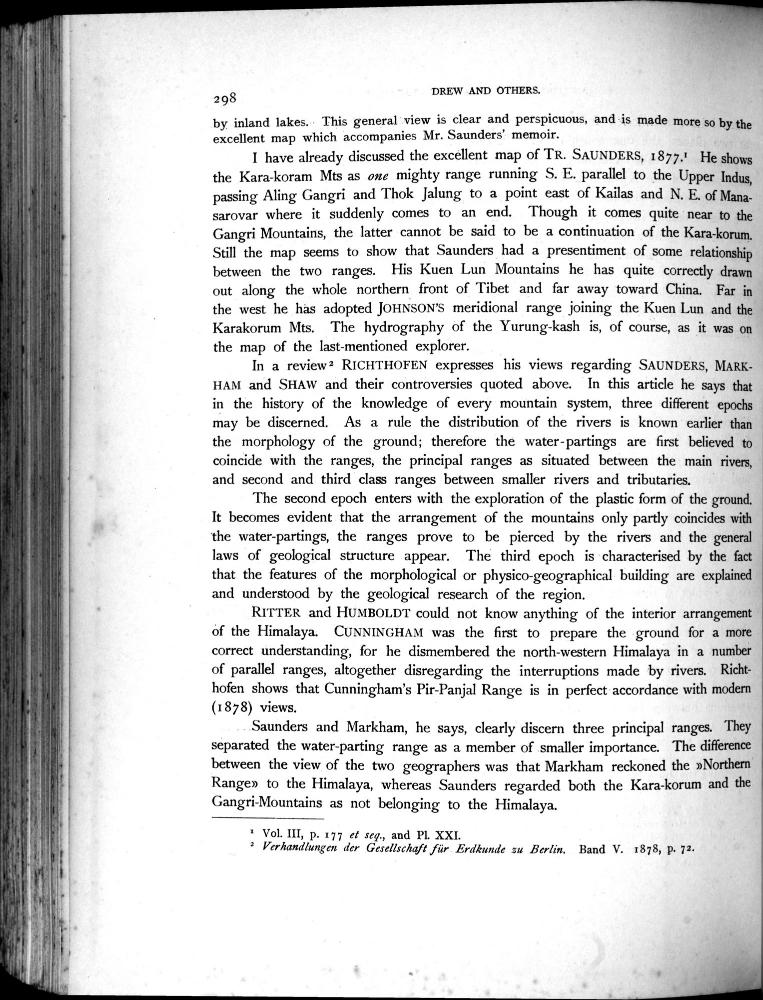 298
DREW AND OTHERS.
by inland lakes. This general view is clear and perspicuous, and is made more so by the
excellent map which accompanies Mr. Saunders' memoir.
I have already discussed the excellent map of TR. SAUNDERS, 1877.¹ He shows
the Kara-koram Mts as one mighty range running S. E. parallel to the Upper Indus,
passing Aling Gangri and Thok Jalung to a point east of Kailas and N. E. of Mana-
sarovar where it suddenly comes to an end. Though it comes quite near to the
Gangri Mountains, the latter cannot be said to be a continuation of the Kara-korum.
Still the map seems to show that Saunders had a presentiment of some relationship
between the two ranges. His Kuen Lun Mountains he has quite correctly drawn
out along the whole northern front of Tibet and far away toward China. Far in
the west he has adopted JOHNSON'S meridional range joining the Kuen Lun and the
Karakorum Mts. The hydrography of the Yurung-kash is, of course, as it was on
the map of the last-mentioned explorer.
In a review² RICHTHOFEN expresses his views regarding SAUNDERS, MARK-
HAM and SHAW and their controversies quoted above. In this article he says that
in the history of the knowledge of every mountain system, three different epochs
may be discerned. As a rule the distribution of the rivers is known earlier than
the morphology of the ground; therefore the water-partings are first believed to
coincide with the ranges, the principal ranges as situated between the main rivers,
and second and third class ranges between smaller rivers and tributaries.
The second epoch enters with the exploration of the plastic form of the ground.
It becomes evident that the arrangement of the mountains only partly coincides with
the water-partings, the ranges prove to be pierced by the rivers and the general
laws of geological structure appear. The third epoch is characterised by the fact
that the features of the morphological or physico-geographical building are explained
and understood by the geological research of the region.
RITTER and HUMBOLDT could not know anything of the interior arrangement
of the Himalaya. CUNNINGHAM was the first to prepare the ground for a more
correct understanding, for he dismembered the north-western Himalaya in a number
of parallel ranges, altogether disregarding the interruptions made by rivers. Richt-
hofen shows that Cunningham's Pir-Panjal Range is in perfect accordance with modern
(1878) views.
Saunders and Markham, he says, clearly discern three principal ranges. They
separated the water-parting range as a member of smaller importance. The difference
between the view of the two geographers was that Markham reckoned the »Northern
Range» to the Himalaya, whereas Saunders regarded both the Kara-korum and the
Gangri-Mountains as not belonging to the Himalaya.
¹ Vol. III, p. 177 et seq., and Pl. XXI.
² Verhandlungen der Gesellschaft für Erdkunde zu Berlin. Band V. 1878, p. 72.